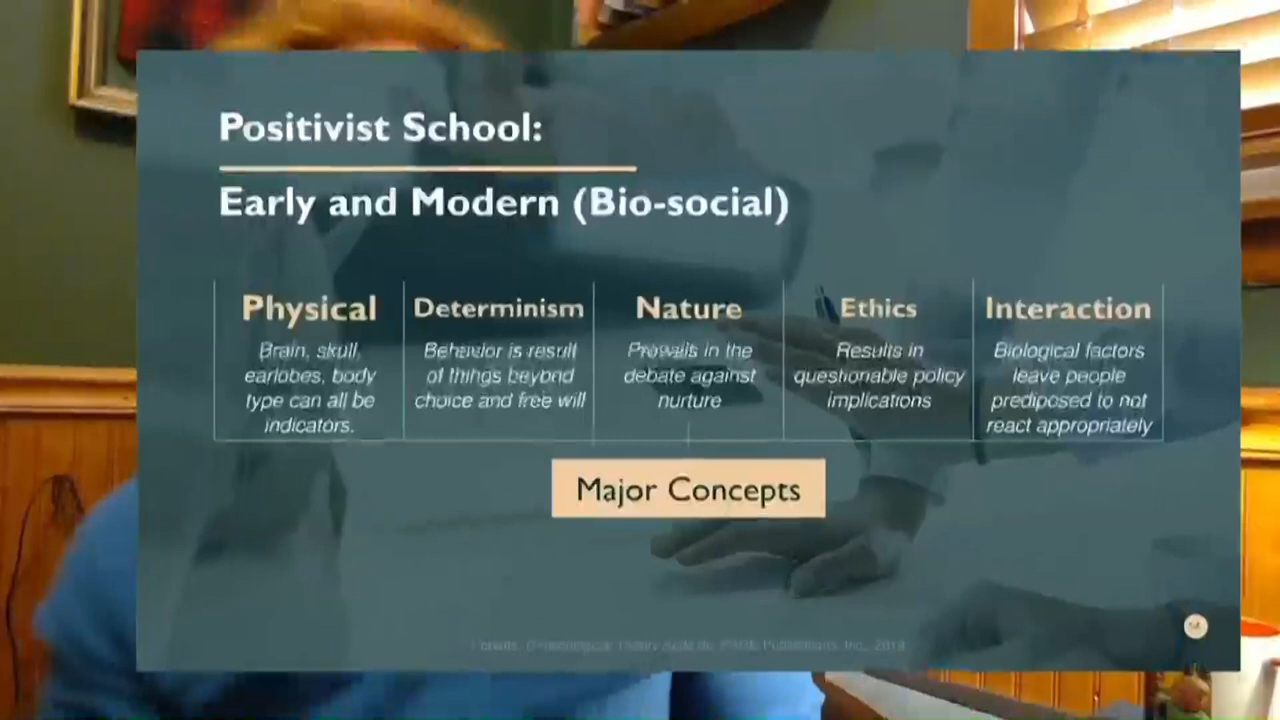 Positivist School:
Early and Modern (Bio-social)
Physical
Brain, skull,
earlobes, body
type can all be
indicators.
Determinism
Behavior is result
of things beyond
choice and free will
Nature
Prevails in the
debate against
nurture
Ethics
Results in
questionable policy
implications
Interaction
Biological factors
leave people
prediposed to not
react appropriately
Major Concepts